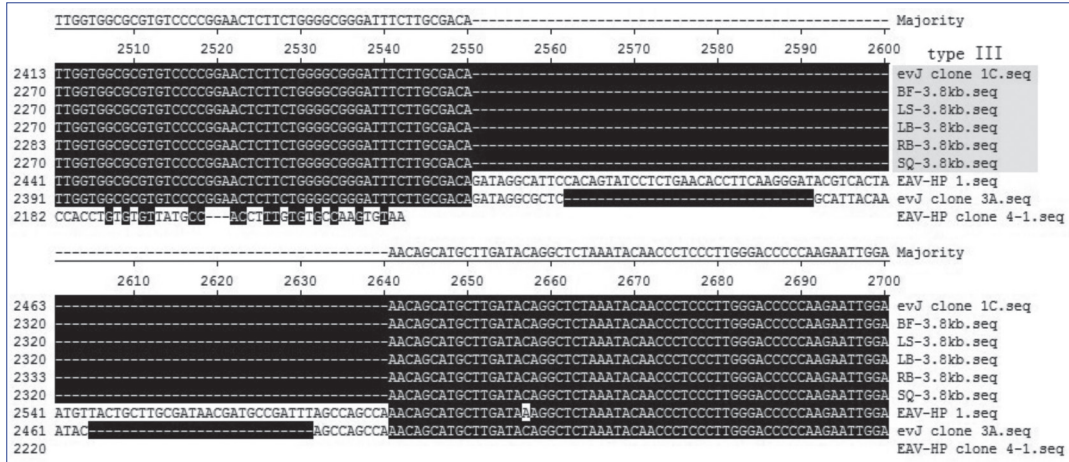 TTGGTGGCGCGTGTCCCCGGAACTCTTCTGGGGCGGGATTTCTTGCGACA-------------------------------------------------- Majority
2510 2520 2530 2540 2550 2560 2570 2580 2590 2600
type III
2413 TTGGTGGCGCGTGTCCCCGGAACTCTTCTGGGGCGGGATTTCTTGCGACA-------------------------------------------------- evJ clone 1C.seq
2270 TTGGTGGCGCGTGTCCCCGGAACTCTTCTGGGGCGGGATTTCTTGCGACA-------------------------------------------------- BF-3.8kb.seq
2270 TTGGTGGCGCGTGTCCCCGGAACTCTTCTGGGGCGGGATTTCTTGCGACA-------------------------------------------------- LS-3.8kb.seq
2270 TTGGTGGCGCGTGTCCCCGGAACTCTTCTGGGGCGGGATTTCTTGCGACA-------------------------------------------------- LB-3.8kb.seq
2283 TTGGTGGCGCGTGTCCCCGGAACTCTTCTGGGGCGGGATTTCTTGCGACA-------------------------------------------------- RB-3.8kb.seq
2270 TTGGTGGCGCGTGTCCCCGGAACTCTTCTGGGGCGGGATTTCTTGCGACA-------------------------------------------------- SQ-3.8kb.seq
2441 TTGGTGGCGCGTGTCCCCGGAACTCTTCTGGGGCGGGATTTCTTGCGACAGATAGGCATTCCACAGTATCCTCTGAACACCTTCAAGGGATACGTCACTA EAV-HP 1.seq
2391 TTGGTGGCGCGTGTCCCCGGAACTCTTCTGGGGCGGGATTTCTTGCGACAGATAGGCGCTC------------------------------GCATTACAA evJ clone 3A.seq
2182 CCACCTGTGTGTTATGCC---ACCTTTGTGTGCCAAGTGTAA EAV-HP clone 4-1.seq
----------------------------------------AACAGCATGCTTGATACAGGCTCTAAATACAACCCTCCCTTGGGACCCCCAAGAATTGGA Majority
2610 2620 2630 2640 2650 2660 2670 2680 2690 2700
2463 ----------------------------------------AACAGCATGCTTGATACAGGCTCTAAATACAACCCTCCCTTGGGACCCCCAAGAATTGGA evJ clone 1C.seq
2320 ----------------------------------------AACAGCATGCTTGATACAGGCTCTAAATACAACCCTCCCTTGGGACCCCCAAGAATTGGA BF-3.8kb.seq
2320 ----------------------------------------AACAGCATGCTTGATACAGGCTCTAAATACAACCCTCCCTTGGGACCCCCAAGAATTGGA LS-3.8kb.seq
2320 ----------------------------------------AACAGCATGCTTGATACAGGCTCTAAATACAACCCTCCCTTGGGACCCCCAAGAATTGGA LB-3.8kb.seq
2333 ----------------------------------------AACAGCATGCTTGATACAGGCTCTAAATACAACCCTCCCTTGGGACCCCCAAGAATTGGA RB-3.8kb.seq
2320 ----------------------------------------AACAGCATGCTTGATACAGGCTCTAAATACAACCCTCCCTTGGGACCCCCAAGAATTGGA SQ-3.8kb.seq
2541 ATGTTACTGCTTGCGATAACGATGCCGATTTAGCCAGCCAAACAGCATGCTTGATAAAGGCTCTAAATACAACCCTCCCTTGGGACCCCCAAGAATTGGA EAV-HP 1.seq
2461 ATAC---------------------------AGCCAGCCAAACAGCATGCTTGATACAGGCTCTAAATACAACCCTCCCTTGGGACCCCCAAGAATTGGA evJ clone 3A.seq
2220 EAV-HP clone 4-1.seq